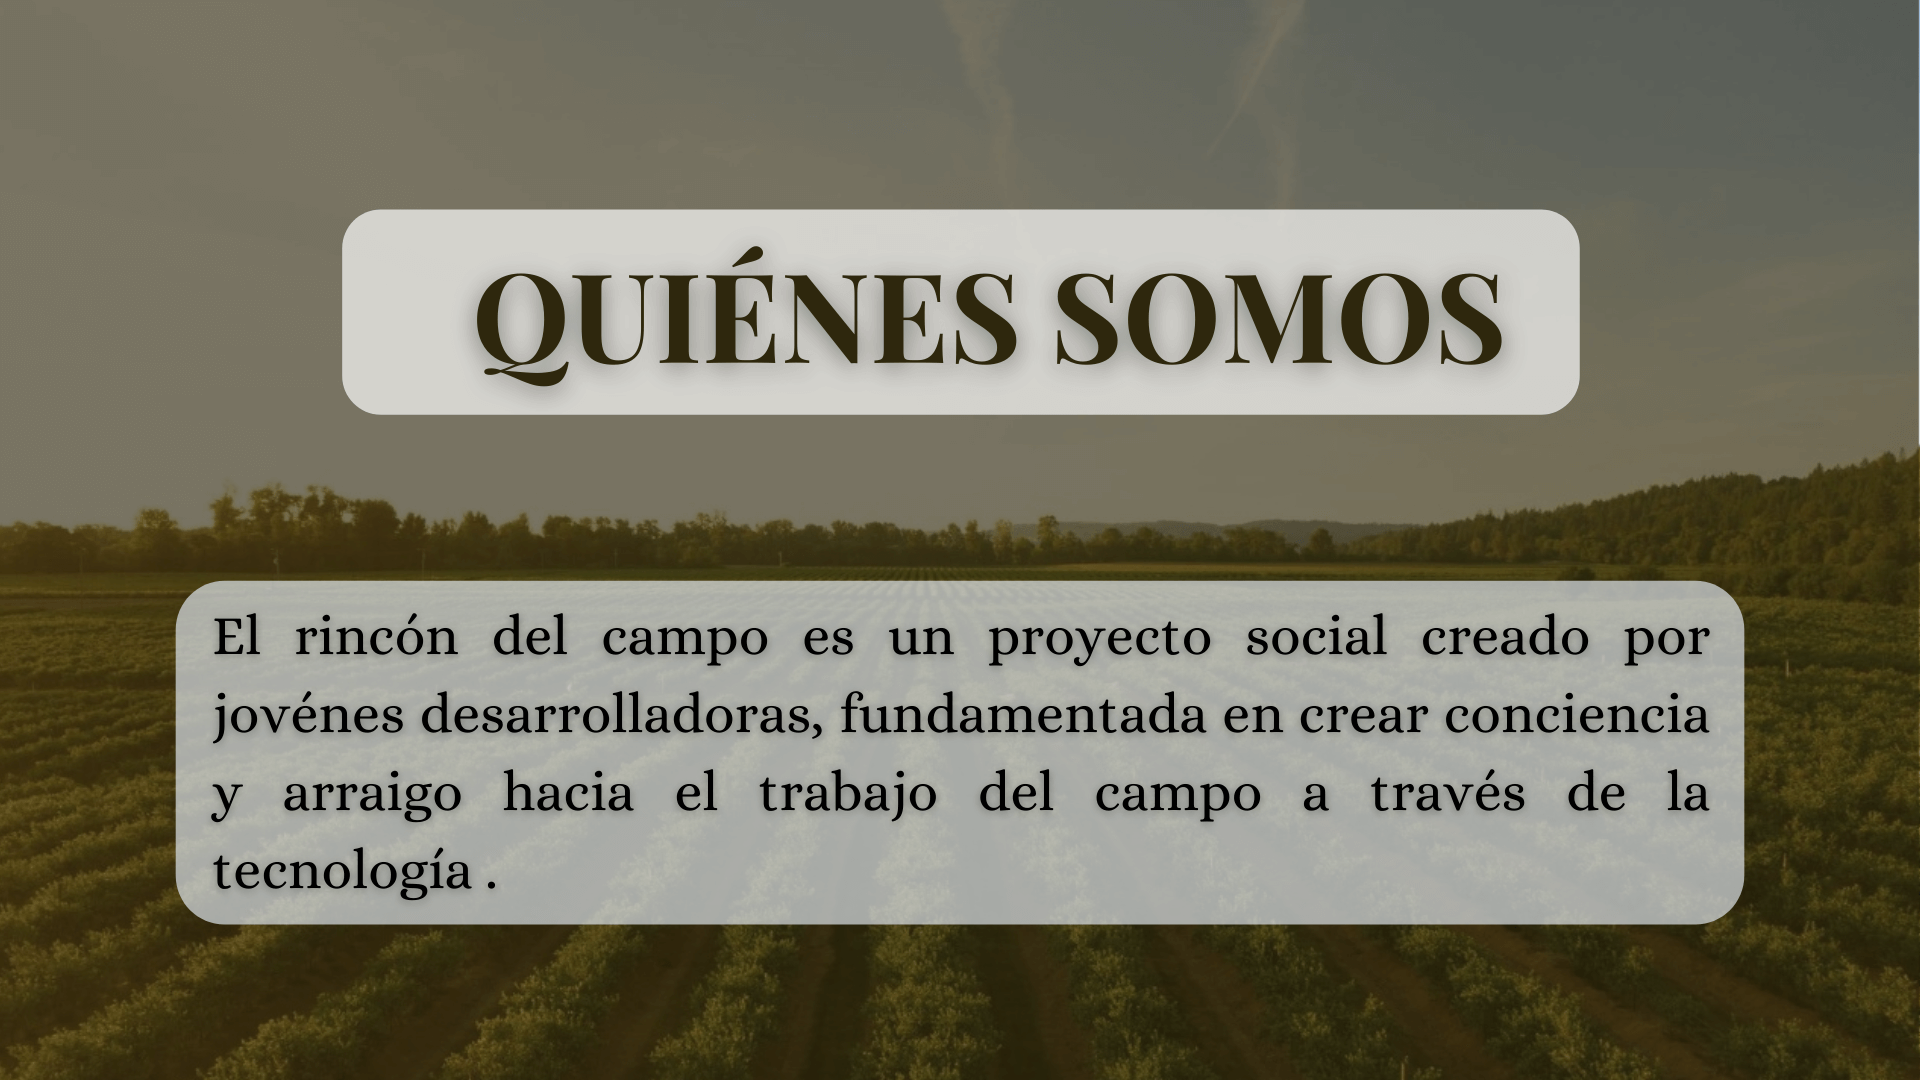 QUIÉNES SOMOS
El rincón del campo es un proyecto social creado por
jovénes desarrolladoras, fundamentada en crear conciencia
y arraigo hacia el trabajo del campo a través de la
tecnología .